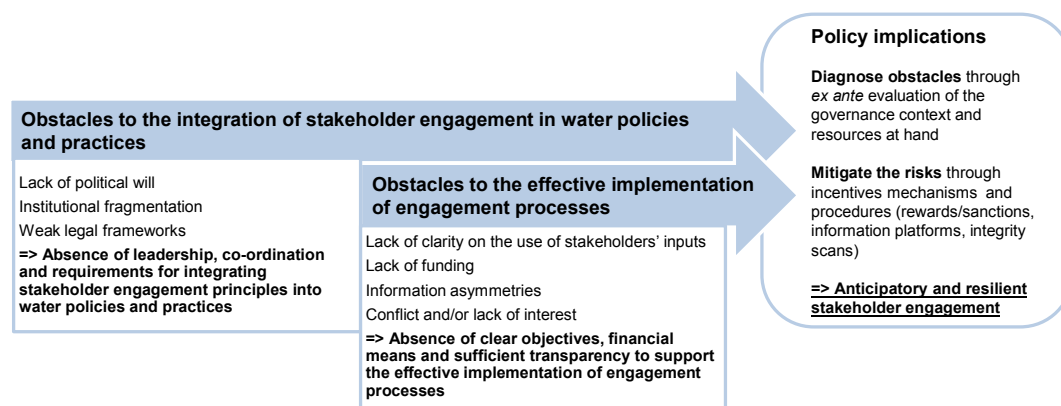 Obstacles to the integration of stakeholder engagement in water policies
and practices
Lack of political will
Institutional fragmentation
Weak legal frameworks
=> Absence of leadership, co-ordination
and requirements for integrating
stakeholder engagement principles into
water policies and practices
Obstacles to the effective implementation
of engagement processes
Lack of clarity on the use of stakeholders' inputs
Lack of funding
Information asymmetries
Conflict and/or lack of interest
=> Absence of clear objectives, financial
means and sufficient transparency to support
the effective implementation of engagement
processes
Policy implications
Diagnose obstacles through
ex ante evaluation of the
governance context and
resources at hand
Mitigate the risks through
incentives mechanisms and
procedures (rewards/sanctions,
information platforms, integrity
scans)
=> Anticipatory and resilient
stakeholder engagement